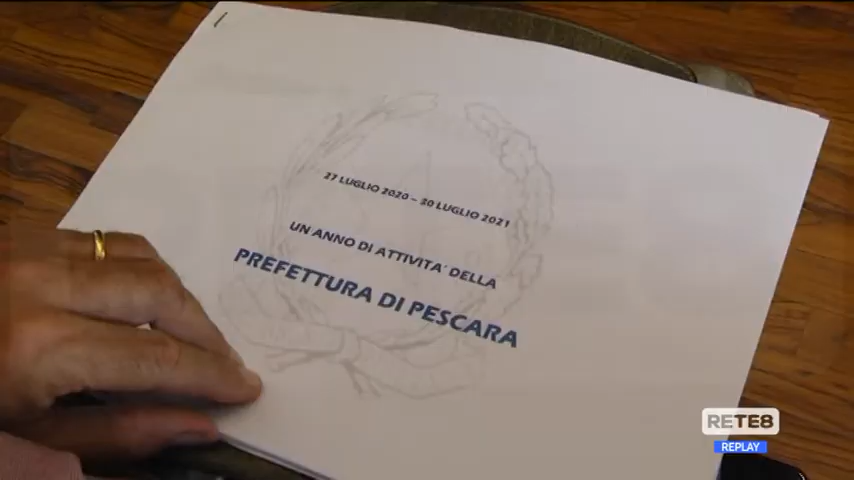 27 LUGLIO 2020 – 30 LUGLIO 2021
UN ANNO DI ATTIVITA' DELLA
PREFETTURA DI PESCARA
RETE8
REPLAY